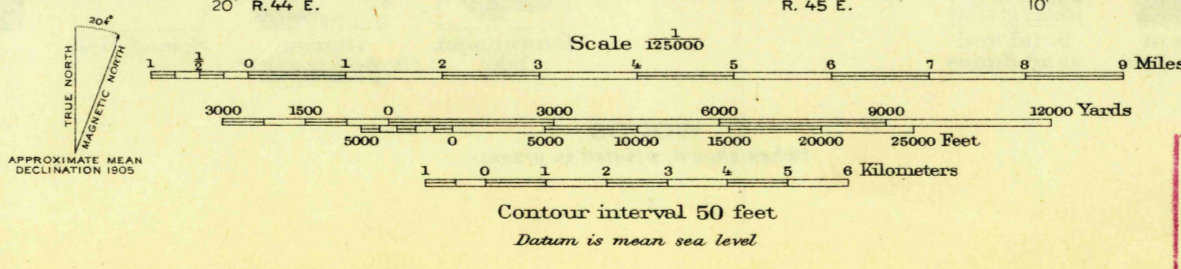 20' R. 44 E. R. 45 E. 10'
20¼°
TRUE NORTH
MAGNETIC NORTH
APPROXIMATE MEAN
DECLINATION 1905
Scale 1/125000
1 ½ 0 1 2 3 4 5 6 7 8 9 Miles
3000 1500 0 3000 6000 9000 12000 Yards
5000 0 5000 10000 15000 20000 25000 Feet
1 0 1 2 3 4 5 6 Kilometers
Contour interval 50 feet
Datum is mean sea level